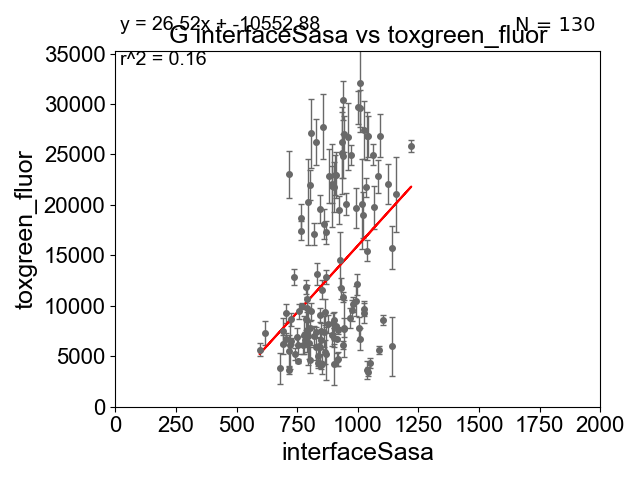 y = 26.52x + -10552.88
N = 130
G interfaceSasa vs toxgreen_fluor
r^2 = 0.16
35000
30000
25000
20000
15000
10000
5000
0
toxgreen_fluor
0 250 500 750 1000 1250 1500 1750 2000
interfaceSasa